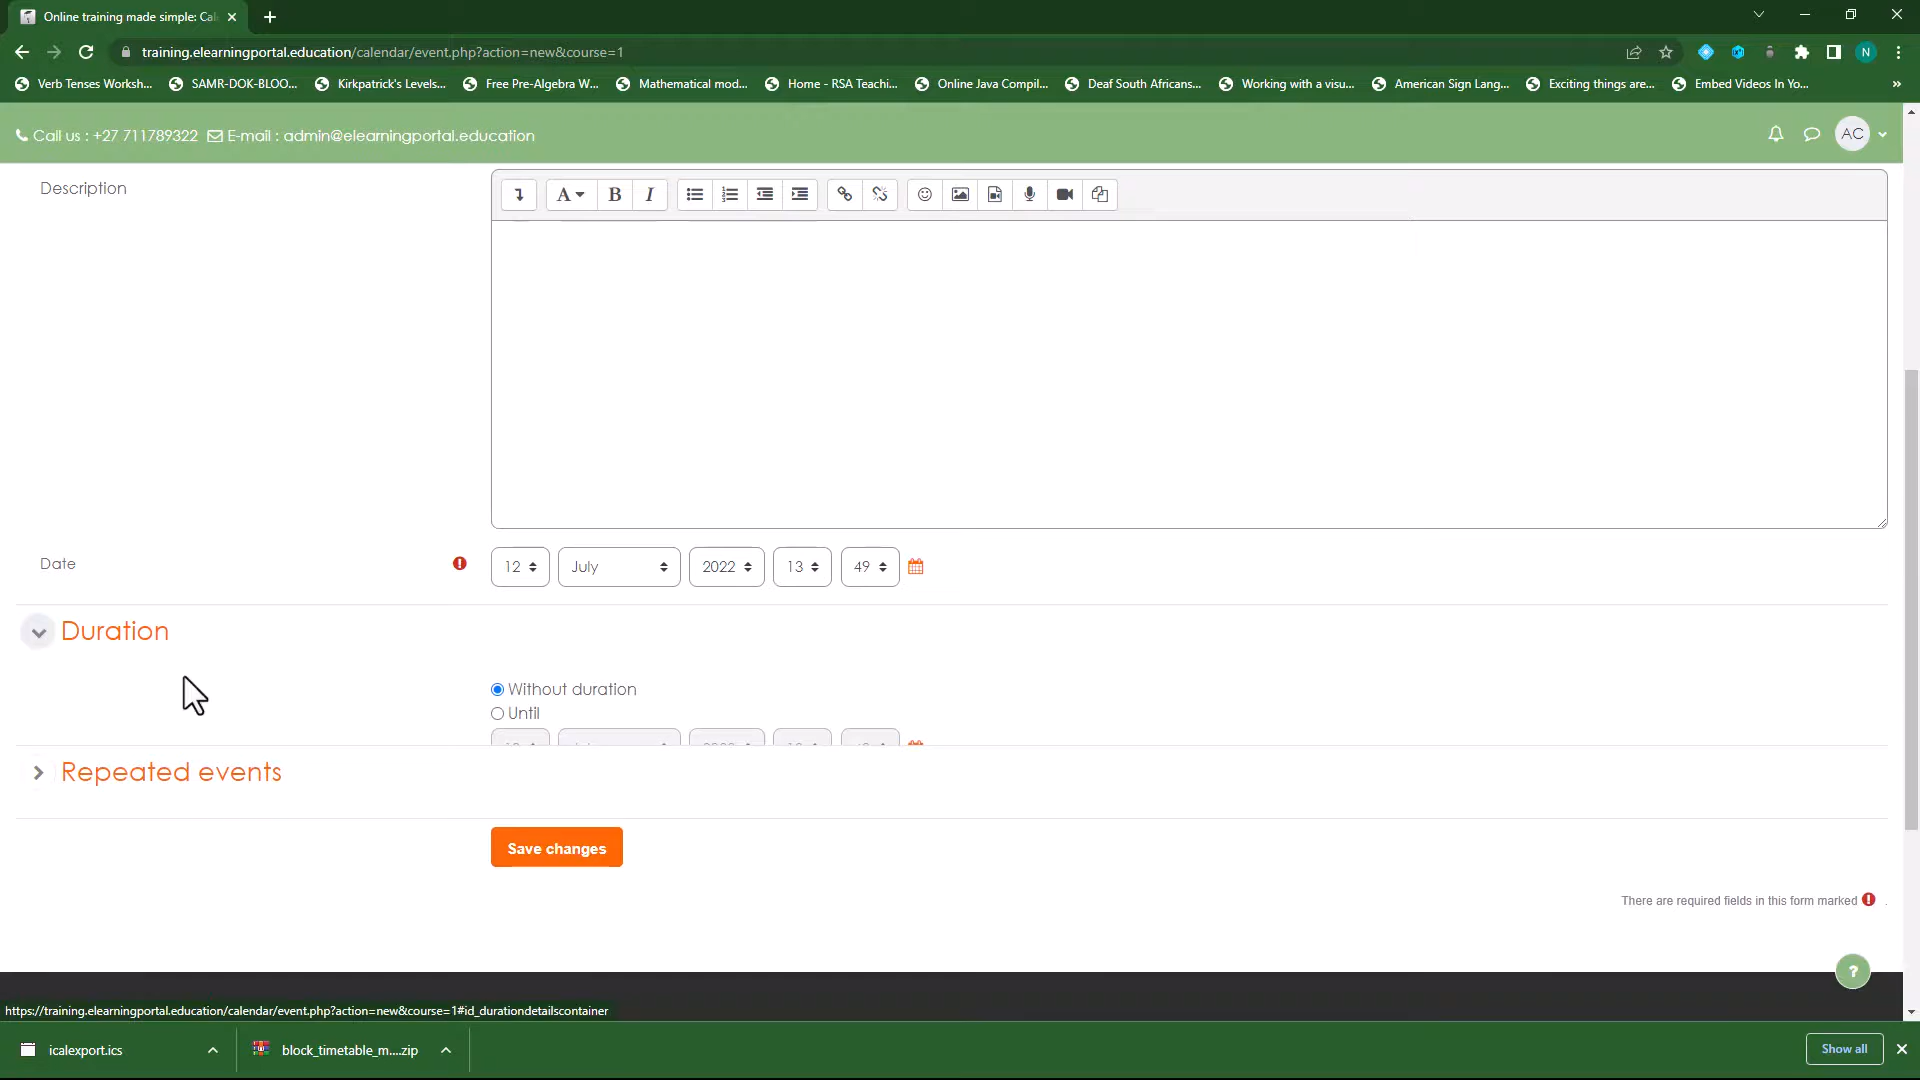 Online training made simple: Cal
training.elearningportal.education/calendar/event.php?action=new&course=1
N
Verb Tenses Worksh...
SAMR-DOK-BLOO...
Kirkpatrick's Levels...
Free Pre-Algebra W...
Mathematical mod...
Home - RSA Teachi...
Online Java Compil...
Deaf South Africans...
Working with a visu...
American Sign Lang...
Exciting things are...
Embed Videos In Yo...
»
Call us : +27 711789322 E-mail : admin@elearningportal.education
AC
Description
A B I
Date
12 July 2022 13 49
Duration
Without duration
Until
Repeated events
Save changes
There are required fields in this form marked .
?
https://training.elearningportal.education/calendar/event.php?action=new&course=1#id_durationdetailscontainer
icalexport.ics
block_timetable_m....zip
Show all